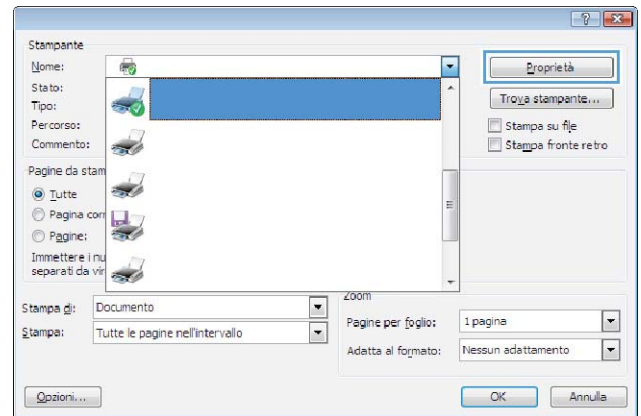 Stampante
Nome:
Proprietà
Stato:
Tipo:
Trova stampante...
Percorso:
Stampa su file
Commento:
Stampa fronte retro
Pagine da stam
Tutte
Pagina corr
Pagine:
Immettere i nu
separati da vir
Stampa di:
Documento
Zoom
Stampa:
Tutte le pagine nell'intervallo
Pagine per foglio:
1 pagina
Adatta al formato:
Nessun adattamento
Opzioni...
OK
Annulla